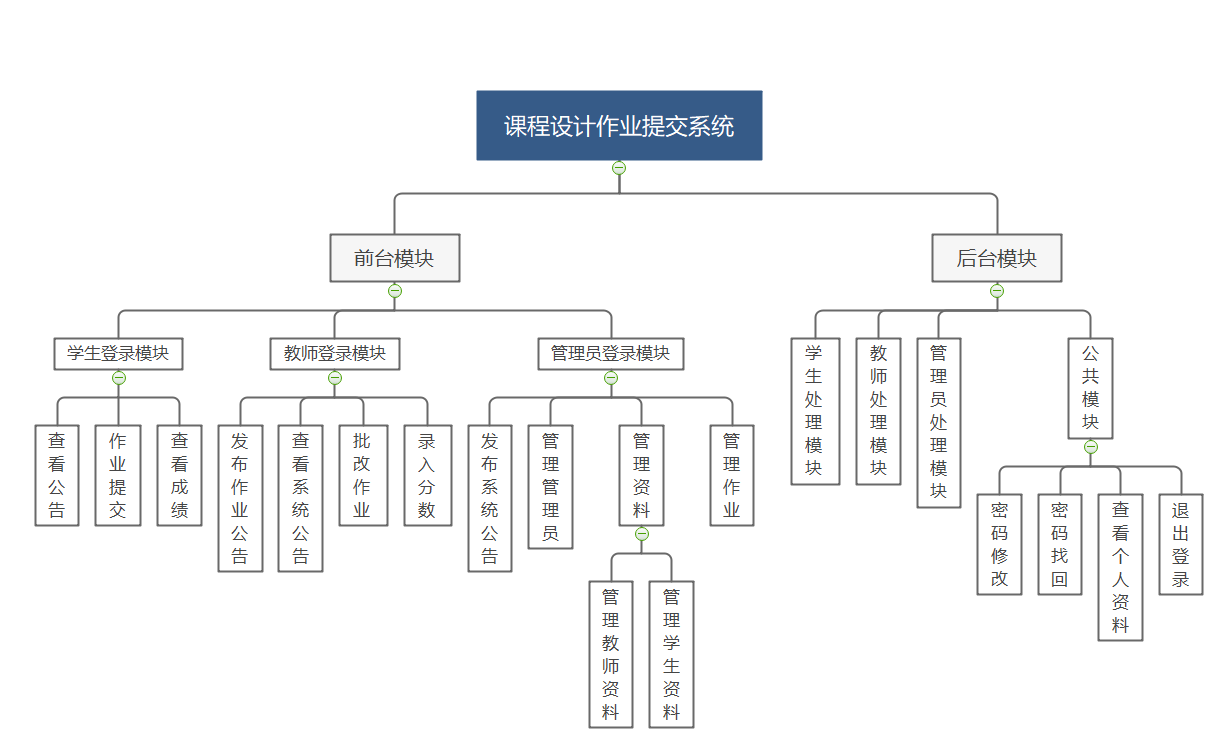 课程设计作业提交系统
前台模块
后台模块
学生登录模块
教师登录模块
管理员登录模块
学生处理模块
教师处理模块
管理员处理模块
公共模块
查看公告
作业提交
查看成绩
发布作业公告
查看系统公告
批改作业
录入分数
发布系统公告
管理管理员
管理资料
管理作业
密码修改
密码找回
查看个人资料
退出登录
管理教师资料
管理学生资料